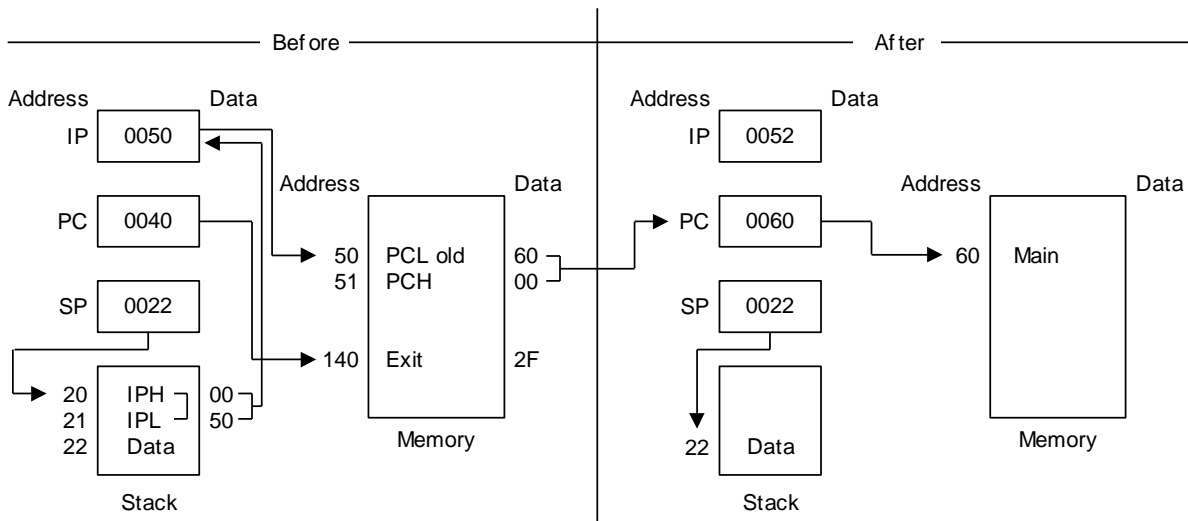 Before
Address
Data
IP
0050
PC
0040
SP
0022
20
IPH
00
21
IPL
50
22
Data
Stack
Address
Data
50
PCL old
60
51
PCH
00
140
Exit
2F
Memory
After
Address
Data
IP
0052
PC
0060
SP
0022
22
Data
Stack
Address
Data
60
Main
Memory